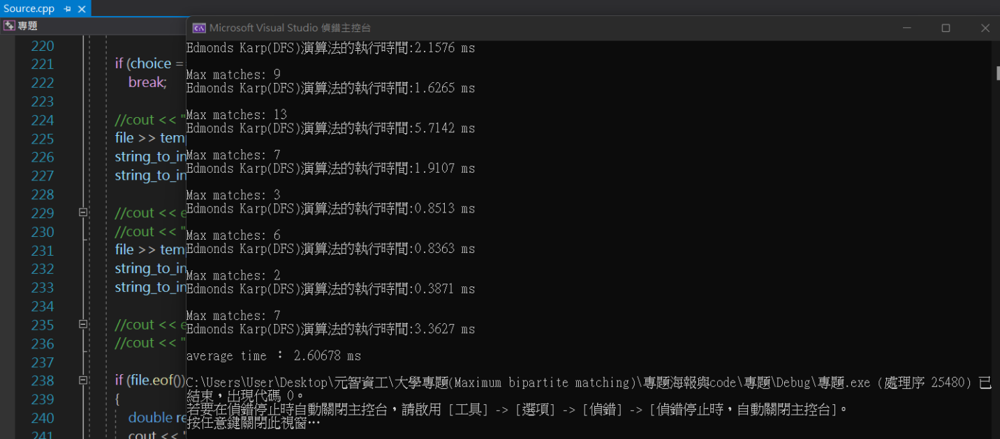 Source.cpp
專題
Microsoft Visual Studio 偵錯主控台
220
221 if (choice =
222 break;
223
224 //cout << "
225 file >> tem
226 string_to_in
227 string_to_in
228
229 //cout << e
230 //cout << "
231 file >> tem
232 string_to_in
233 string_to_in
234
235 //cout << e
236 //cout << "
237
238 if (file.eof())
239 {
240 double re
241 cout << "
Edmonds Karp(DFS)演算法的執行時間:2.1576 ms
Max matches: 9
Edmonds Karp(DFS)演算法的執行時間:1.6265 ms
Max matches: 13
Edmonds Karp(DFS)演算法的執行時間:5.7142 ms
Max matches: 7
Edmonds Karp(DFS)演算法的執行時間:1.9107 ms
Max matches: 3
Edmonds Karp(DFS)演算法的執行時間:0.8513 ms
Max matches: 6
Edmonds Karp(DFS)演算法的執行時間:0.8363 ms
Max matches: 2
Edmonds Karp(DFS)演算法的執行時間:0.3871 ms
Max matches: 7
Edmonds Karp(DFS)演算法的執行時間:3.3627 ms
average time : 2.60678 ms
C:\Users\User\Desktop\元智資工\大學專題(Maximum bipartite matching)\專題海報與code\專題\Debug\專題.exe (處理序 25480) 已
結束,出現代碼 0。
若要在偵錯停止時自動關閉主控台,請啟用 [工具] -> [選項] -> [偵錯] -> [偵錯停止時,自動關閉主控台]。
按任意鍵關閉此視窗…